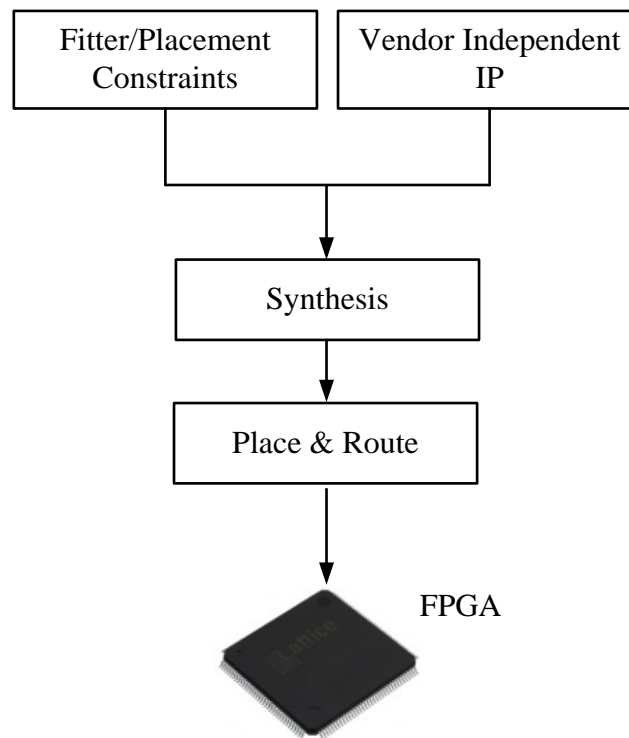 Fitter/Placement
Constraints
Vendor Independent
IP
Synthesis
Place & Route
FPGA
Lattice